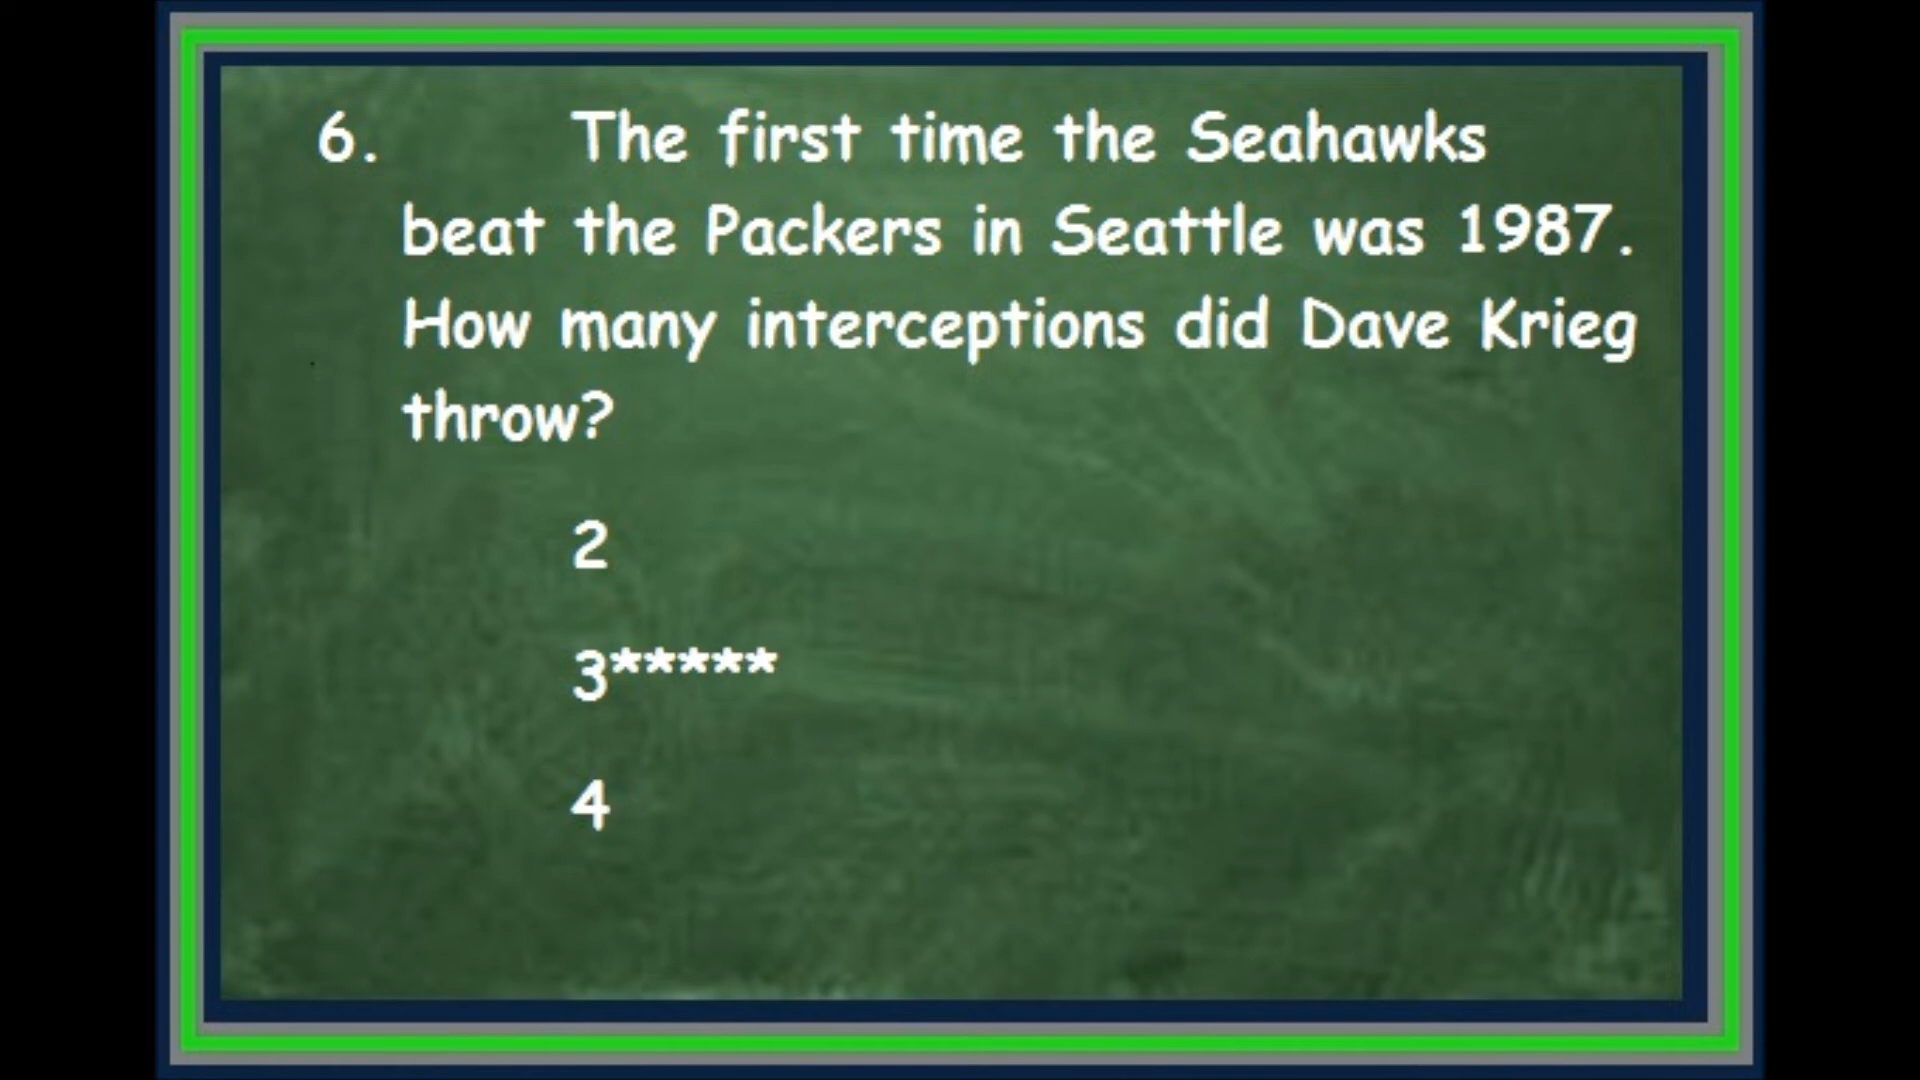 6. The first time the Seahawks
beat the Packers in Seattle was 1987.
How many interceptions did Dave Krieg
throw?
2
3*****
4